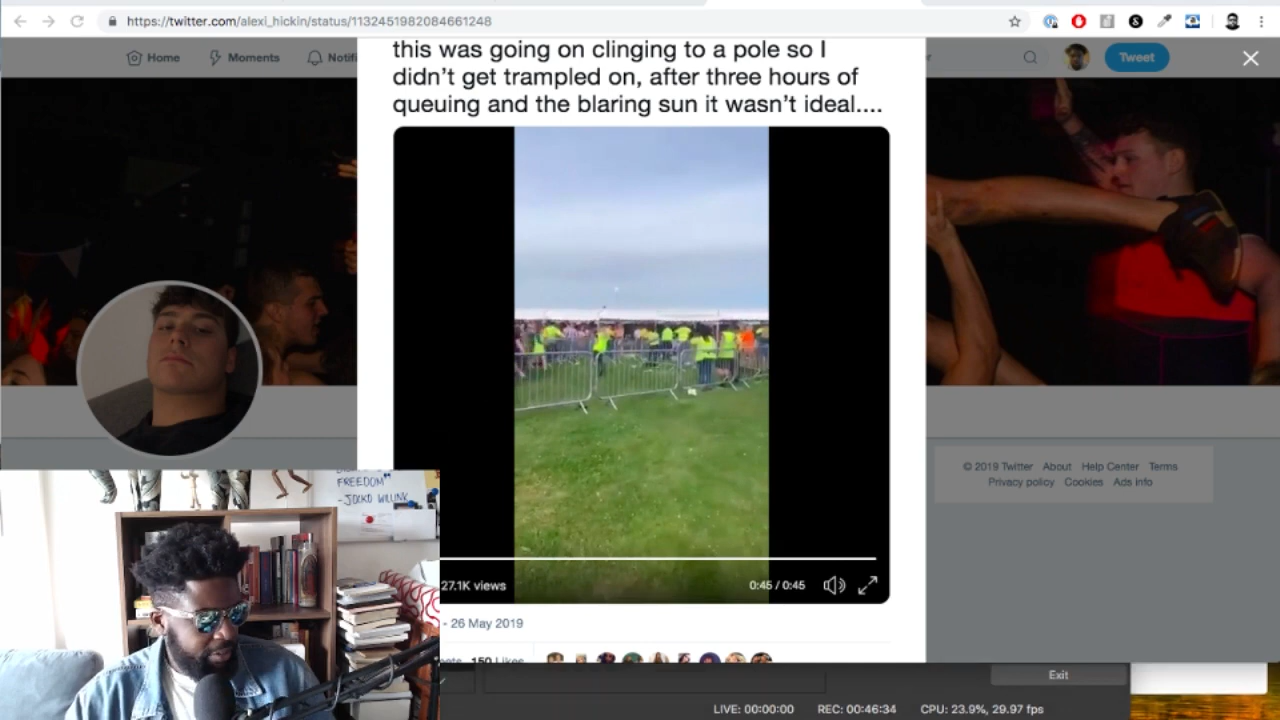 https://twitter.com/alexi_hickin/status/1132451982084661248
Home Moments
Tweet
this was going on clinging to a pole so I
didn't get trampled on, after three hours of
queuing and the blaring sun it wasn't ideal....
© 2019 Twitter About Help Center Terms
Privacy policy Cookies Ads info
FREEDOM"
- JOCKO WILLINK
27.1K views 0:45 / 0:45
- 26 May 2019
150 Likes
Exit
LIVE: 00:00:00 REC: 00:46:34 CPU: 23.9%, 29.97 fps